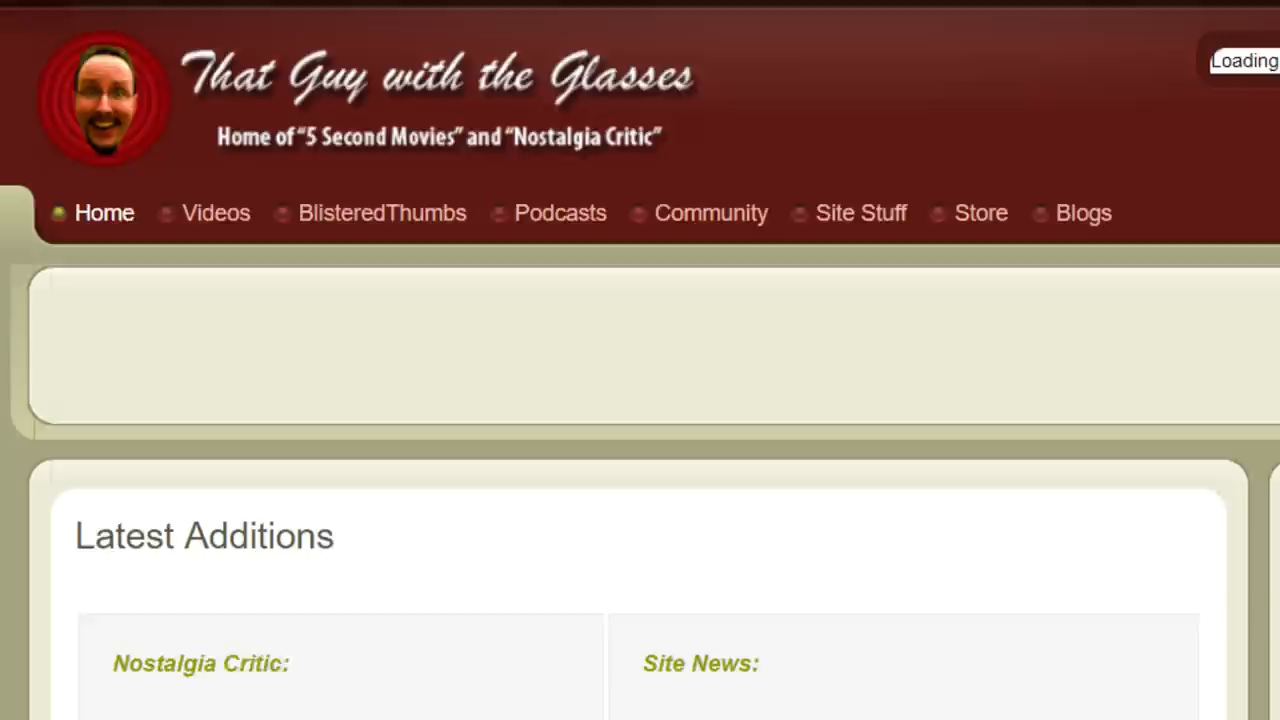 That Guy with the Glasses
Loading
Home of “5 Second Movies” and “Nostalgia Critic”
Home Videos BlisteredThumbs Podcasts Community Site Stuff Store Blogs
Latest Additions
Nostalgia Critic: Site News: